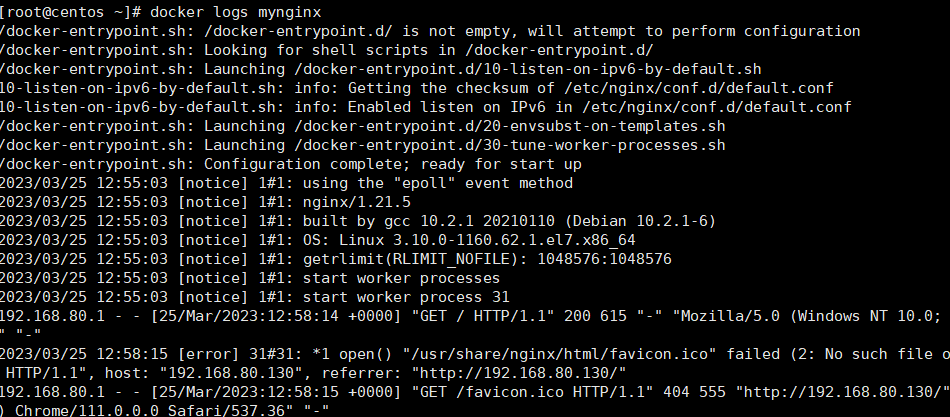 [root@centos ~]# docker logs mynginx
/docker-entrypoint.sh: /docker-entrypoint.d/ is not empty, will attempt to perform configuration
/docker-entrypoint.sh: Looking for shell scripts in /docker-entrypoint.d/
/docker-entrypoint.sh: Launching /docker-entrypoint.d/10-listen-on-ipv6-by-default.sh
10-listen-on-ipv6-by-default.sh: info: Getting the checksum of /etc/nginx/conf.d/default.conf
10-listen-on-ipv6-by-default.sh: info: Enabled listen on IPv6 in /etc/nginx/conf.d/default.conf
/docker-entrypoint.sh: Launching /docker-entrypoint.d/20-envsubst-on-templates.sh
/docker-entrypoint.sh: Launching /docker-entrypoint.d/30-tune-worker-processes.sh
/docker-entrypoint.sh: Configuration complete; ready for start up
2023/03/25 12:55:03 [notice] 1#1: using the "epoll" event method
2023/03/25 12:55:03 [notice] 1#1: nginx/1.21.5
2023/03/25 12:55:03 [notice] 1#1: built by gcc 10.2.1 20210110 (Debian 10.2.1-6)
2023/03/25 12:55:03 [notice] 1#1: OS: Linux 3.10.0-1160.62.1.el7.x86_64
2023/03/25 12:55:03 [notice] 1#1: getrlimit(RLIMIT_NOFILE): 1048576:1048576
2023/03/25 12:55:03 [notice] 1#1: start worker processes
2023/03/25 12:55:03 [notice] 1#1: start worker process 31
192.168.80.1 - - [25/Mar/2023:12:58:14 +0000] "GET / HTTP/1.1" 200 615 "-" "Mozilla/5.0 (Windows NT 10.0;
" "-"
2023/03/25 12:58:15 [error] 31#31: *1 open() "/usr/share/nginx/html/favicon.ico" failed (2: No such file o
HTTP/1.1", host: "192.168.80.130", referrer: "http://192.168.80.130/"
192.168.80.1 - - [25/Mar/2023:12:58:15 +0000] "GET /favicon.ico HTTP/1.1" 404 555 "http://192.168.80.130/"
) Chrome/111.0.0.0 Safari/537.36" "-"